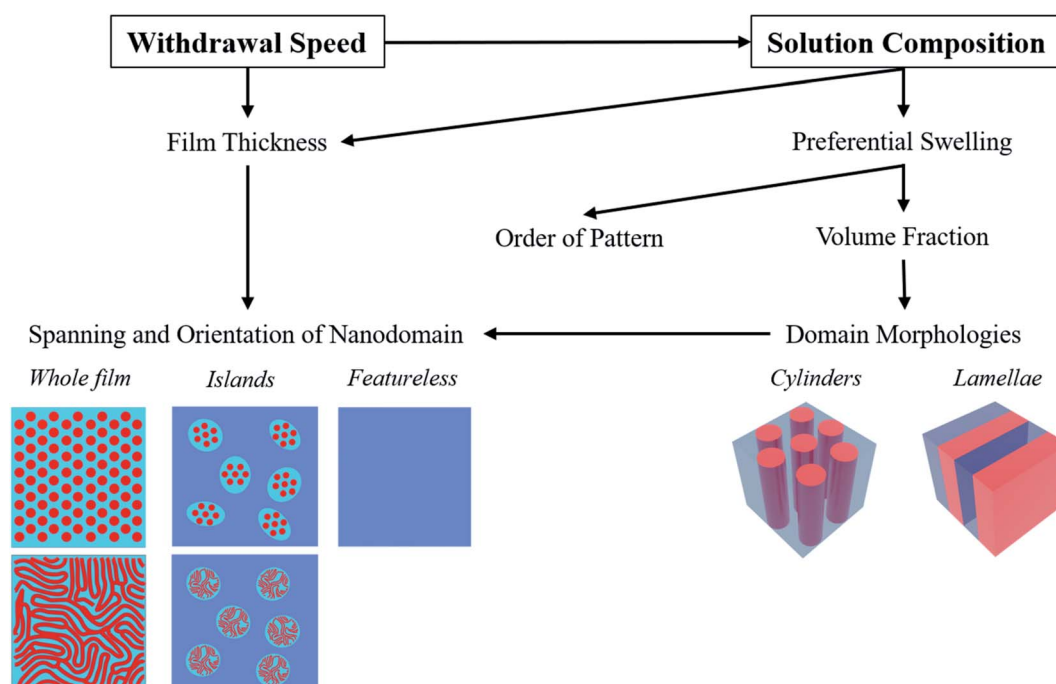 Withdrawal Speed
Solution Composition
Film Thickness
Preferential Swelling
Order of Pattern
Volume Fraction
Spanning and Orientation of Nanodomain
Domain Morphologies
Whole film
Islands
Featureless
Cylinders
Lamellae